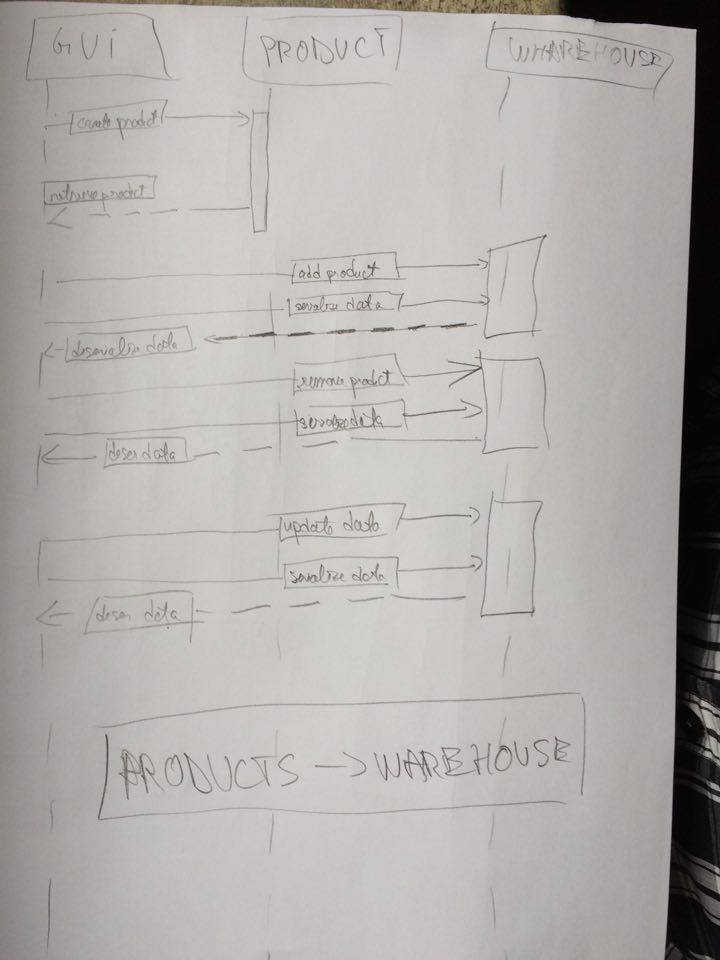 GUi
PRODUCT
WHAREHOUSE
create product
retrieve product
add product
serialize data
deserialize data
remove product
serialize data
deser data
update data
serialize data
deser data
PRODUCTS → WAREHOUSE